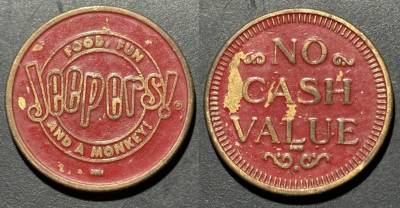 FOOD, FUN
Jeepers!®
AND A MONKEY!
NO
CASH
VALUE